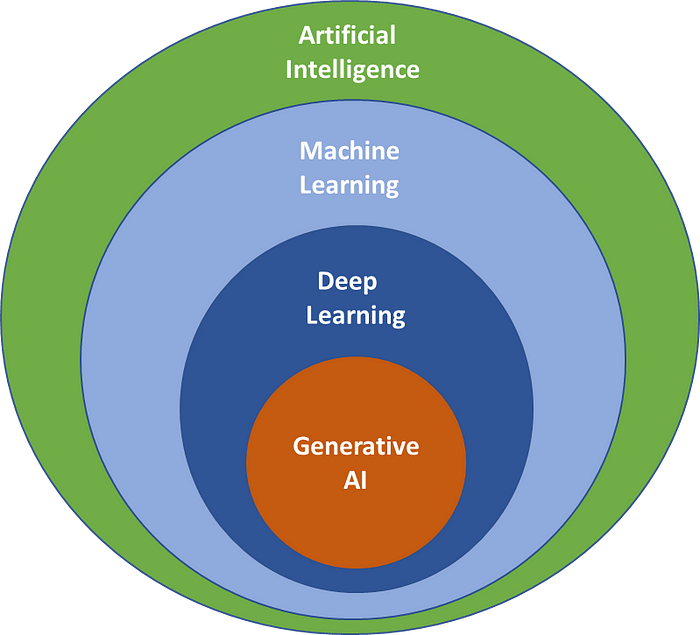 Artificial
Intelligence
Machine
Learning
Deep
Learning
Generative
AI